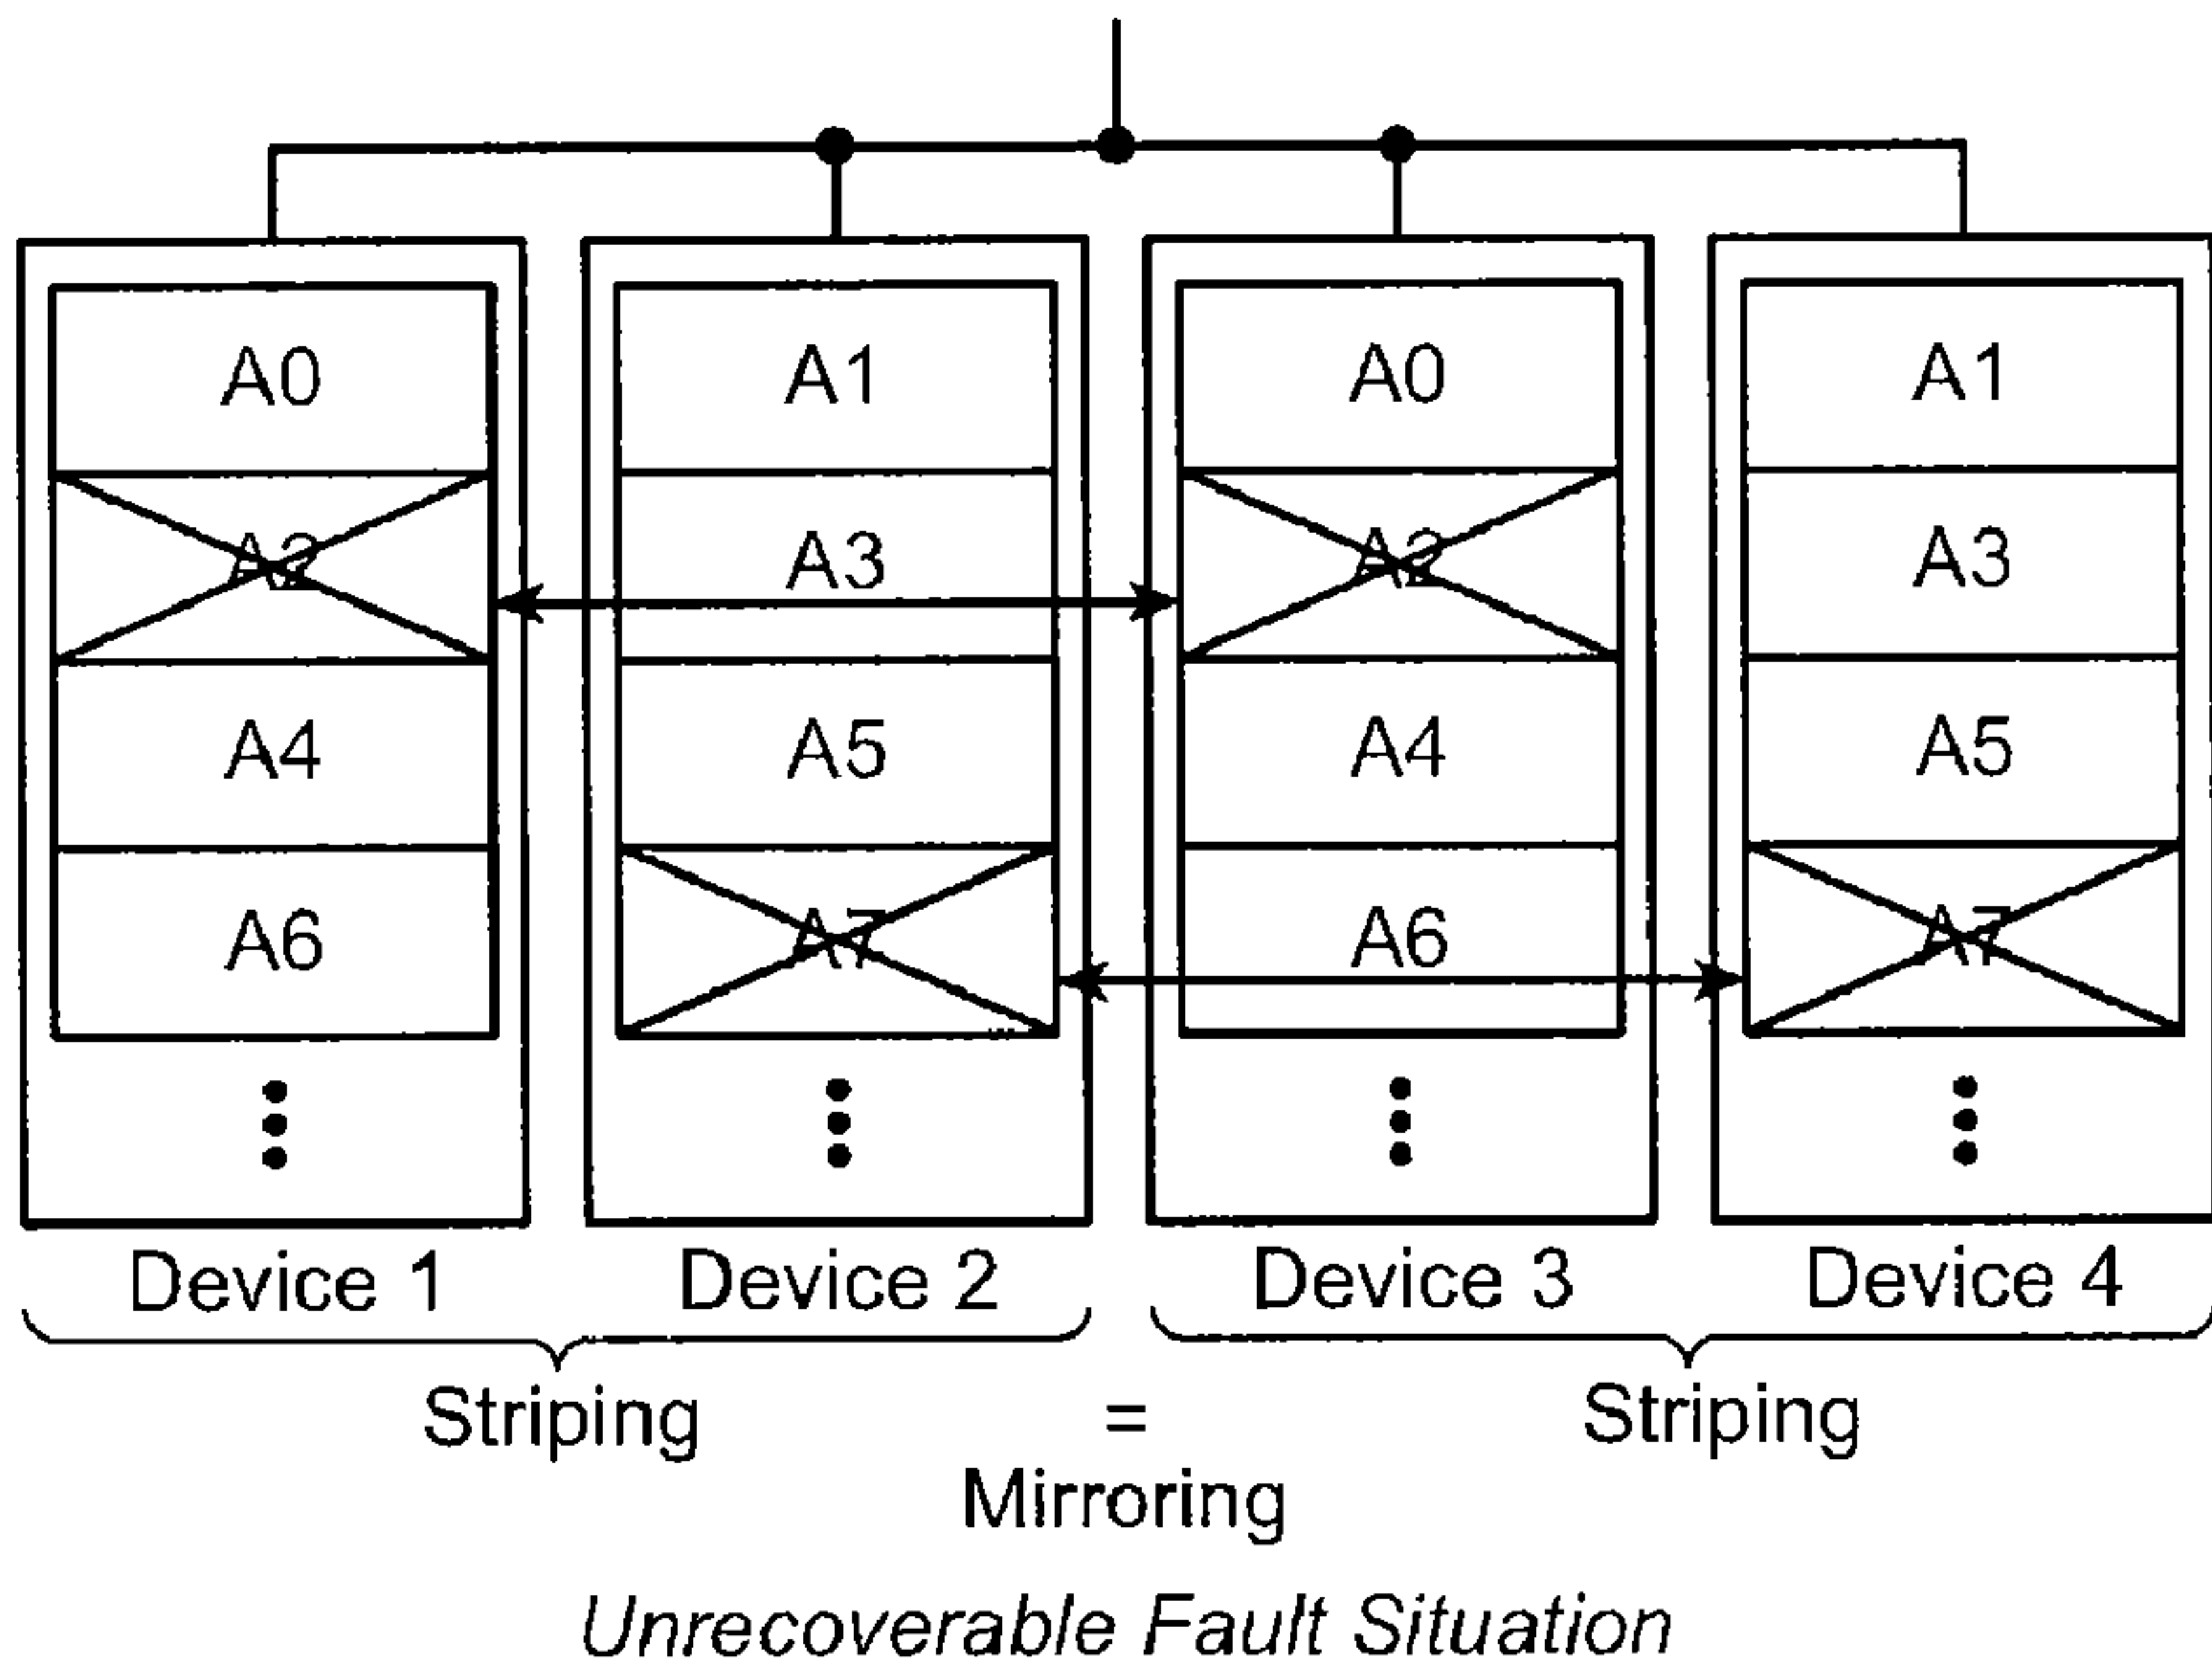 A0 A1 A0 A1
A2 A3 A2 A3
A4 A5 A4 A5
A6 A7 A6 A7
Device 1 Device 2 Device 3 Device 4
Striping = Striping
Mirroring
Unrecoverable Fault Situation